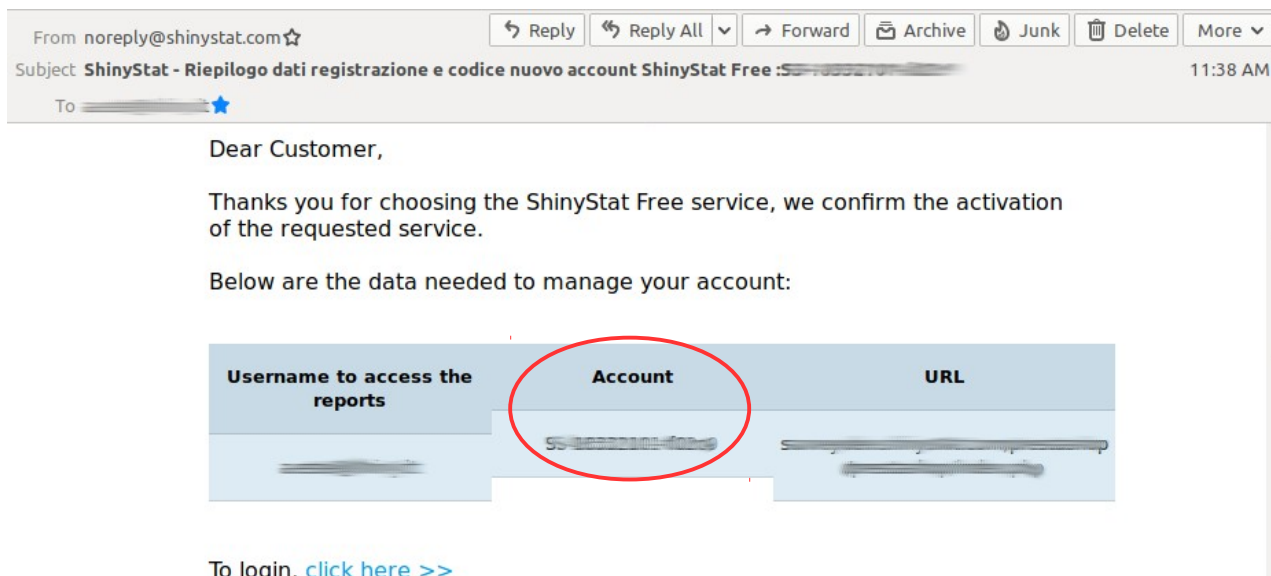 From noreply@shinystat.com
Reply Reply All Forward Archive Junk Delete More
Subject ShinyStat - Riepilogo dati registrazione e codice nuovo account ShinyStat Free :
11:38 AM
To
Dear Customer,
Thanks you for choosing the ShinyStat Free service, we confirm the activation
of the requested service.
Below are the data needed to manage your account:
Username to access the
reports
Account
URL
To login, click here >>